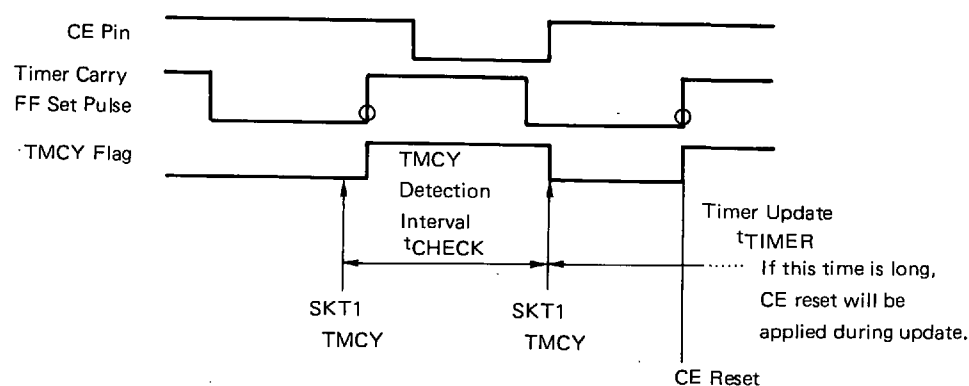 CE Pin
Timer Carry
FF Set Pulse
TMCY Flag
TMCY
Detection
Interval
tCHECK
Timer Update
tTIMER
...... If this time is long,
CE reset will be
applied during update.
SKT1
TMCY
SKT1
TMCY
CE Reset